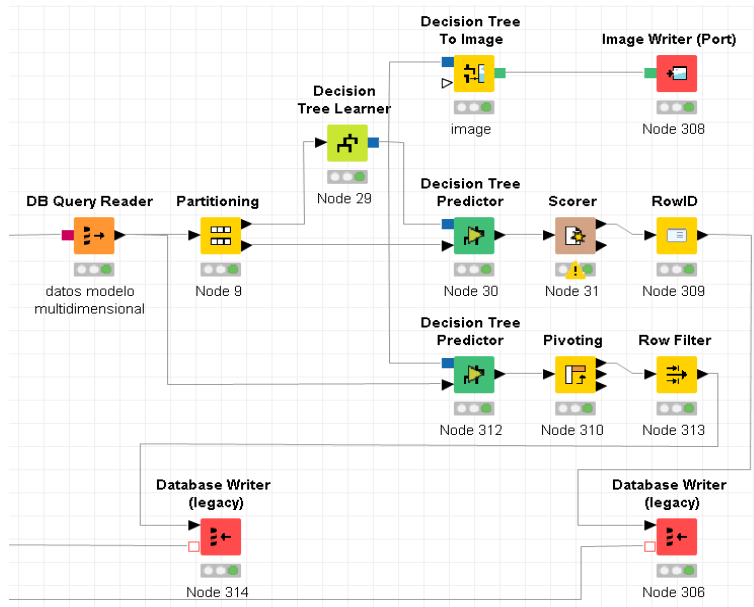 Decision Tree
To Image
Image Writer (Port)
image
Node 308
Decision
Tree Learner
Node 29
DB Query Reader
Partitioning
datos modelo
multidimensional
Node 9
Decision Tree
Predictor
Scorer
RowID
Node 30
Node 31
Node 309
Decision Tree
Predictor
Pivoting
Row Filter
Node 312
Node 310
Node 313
Database Writer
(legacy)
Node 314
Database Writer
(legacy)
Node 306